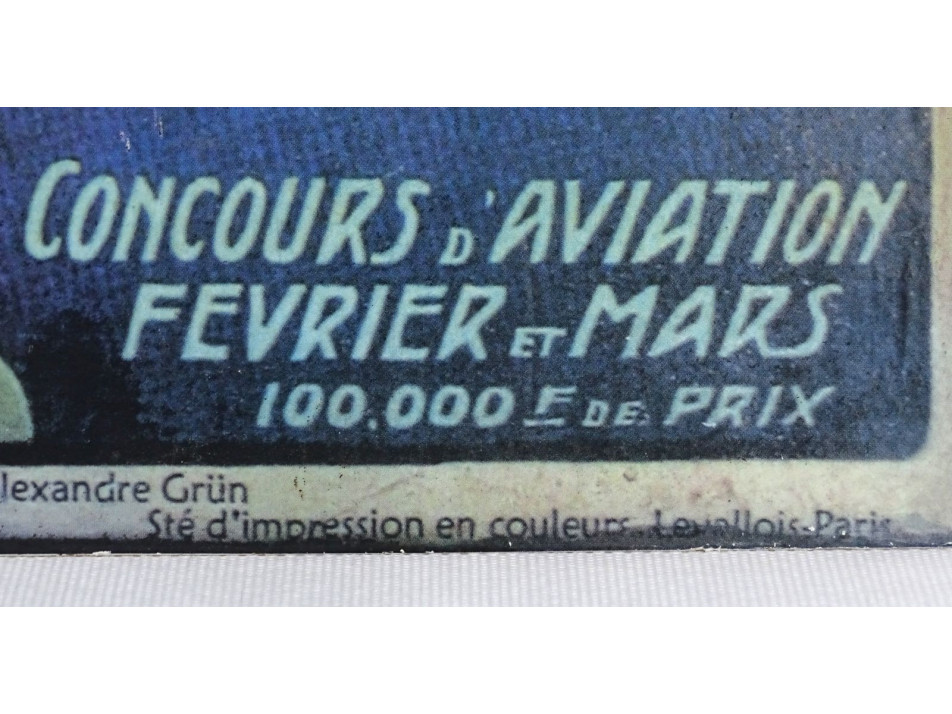 CONCOURS D'AVIATION
FEVRIER ET MARS
100.000 F DE PRIX
lexandre Grün
Sté d'impression en couleurs. Levallois-Paris